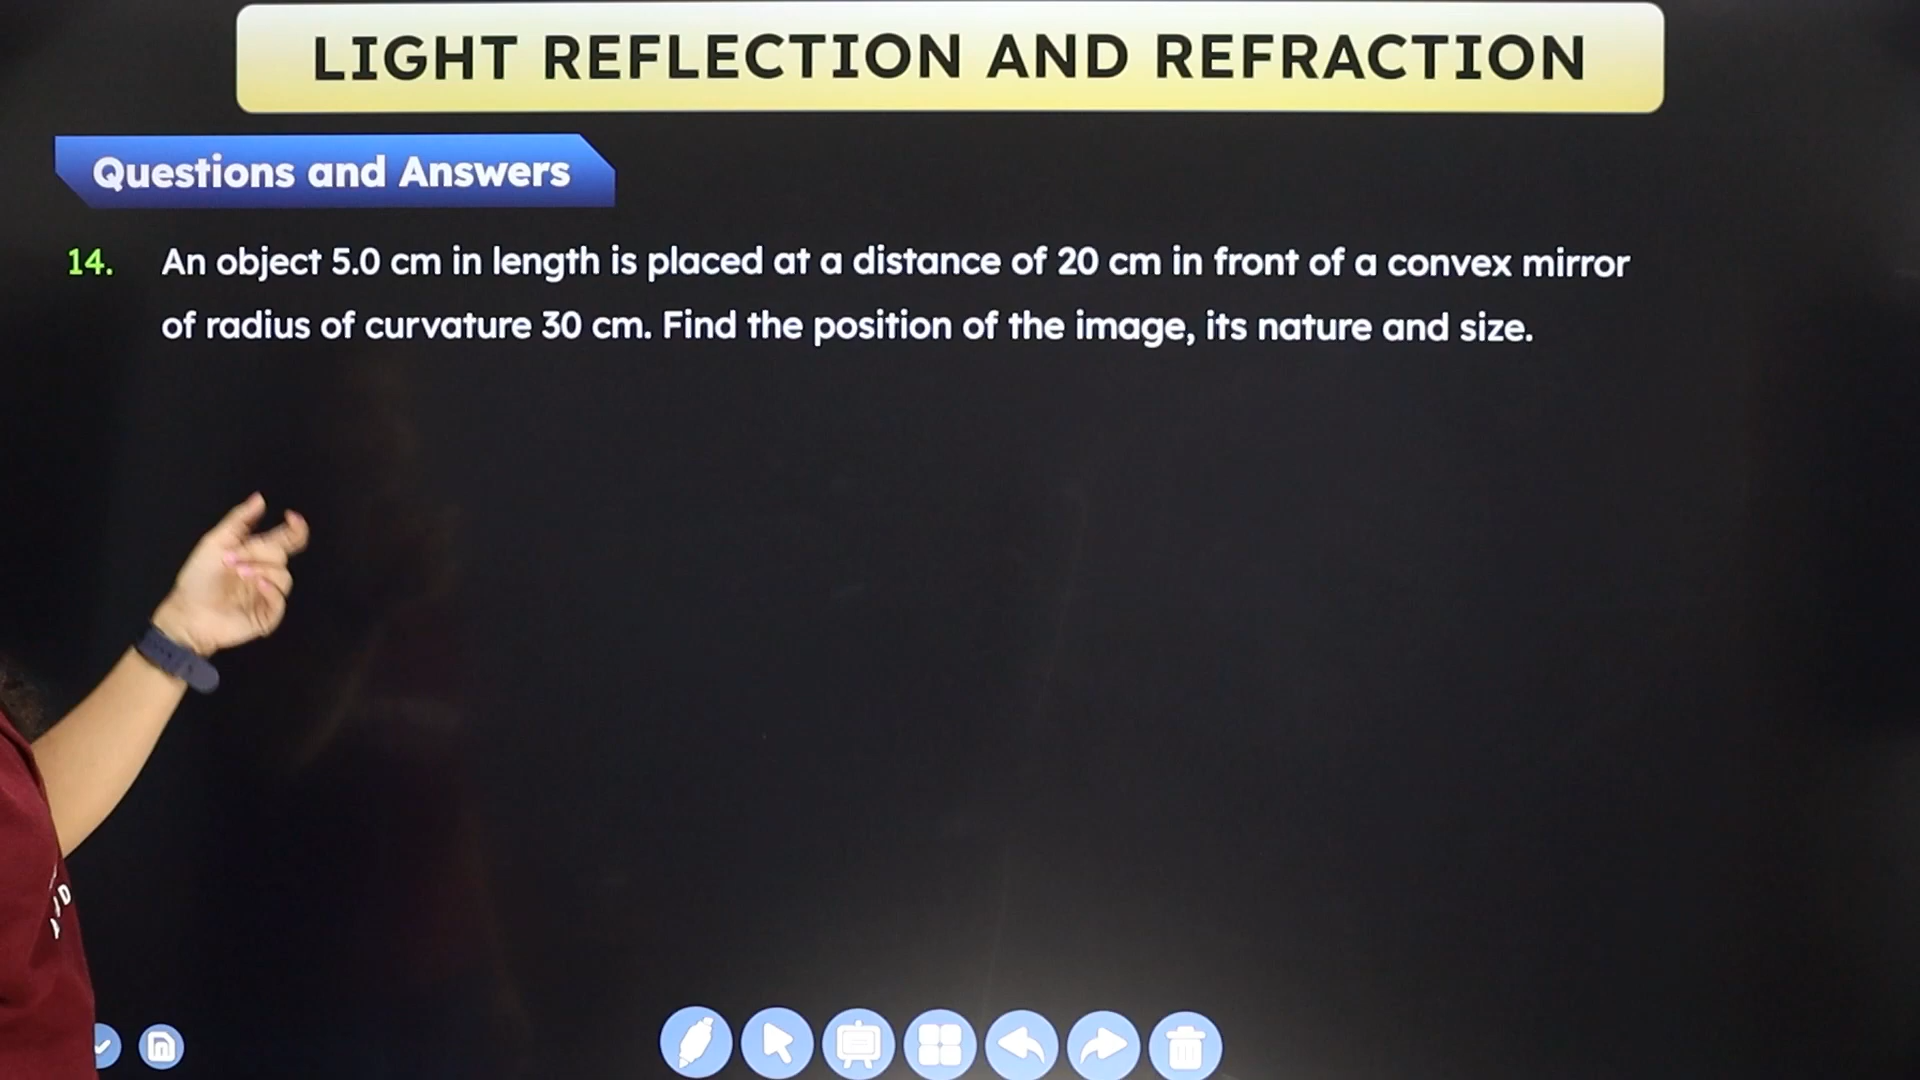 LIGHT REFLECTION AND REFRACTION
Questions and Answers
14. An object 5.0 cm in length is placed at a distance of 20 cm in front of a convex mirror
of radius of curvature 30 cm. Find the position of the image, its nature and size.